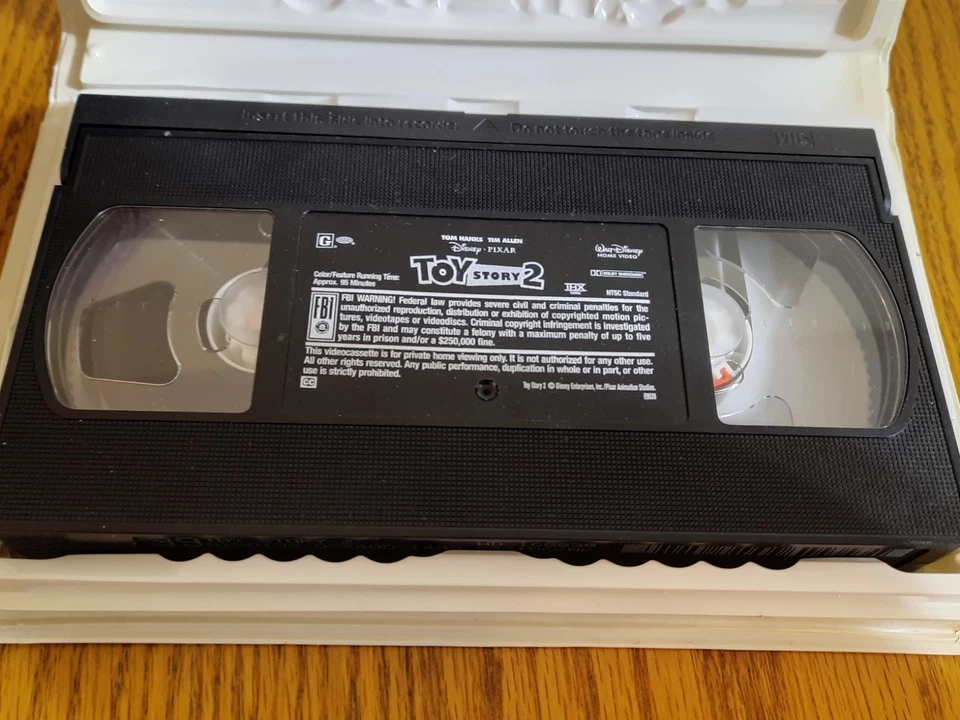 Insert this side into recorder △ Do not touch the tape inside VHS
G TOM HANKS TIM ALLEN
DISNEY · PIXAR WALT DISNEY HOME VIDEO
TOY STORY 2
Color/Feature Running Time:
Approx. 95 Minutes
DOLBY SURROUND
THX NTSC Standard
FBI
FBI WARNING! Federal law provides severe civil and criminal penalties for the
unauthorized reproduction, distribution or exhibition of copyrighted motion pic-
tures, videotapes or videodiscs. Criminal copyright infringement is investigated
by the FBI and may constitute a felony with a maximum penalty of up to five
years in prison and/or a $250,000 fine.
This videocassette is for private home viewing only. It is not authorized for any other use.
All other rights reserved. Any public performance, duplication in whole or in part, or other
use is strictly prohibited.
CC Toy Story 2 © Disney Enterprises, Inc./Pixar Animation Studios.